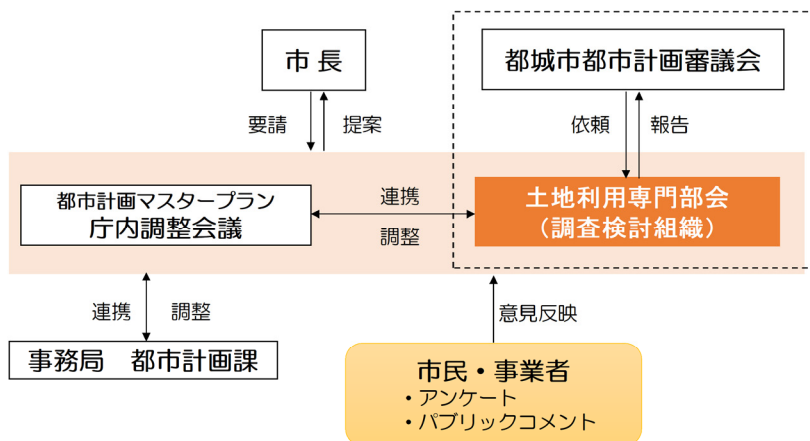 市 長
都城市都市計画審議会
要請
提案
依頼
報告
都市計画マスタープラン
庁内調整会議
連携
調整
土地利用専門部会
（調査検討組織）
連携
調整
意見反映
事務局　都市計画課
市民・事業者
・アンケート
・パブリックコメント